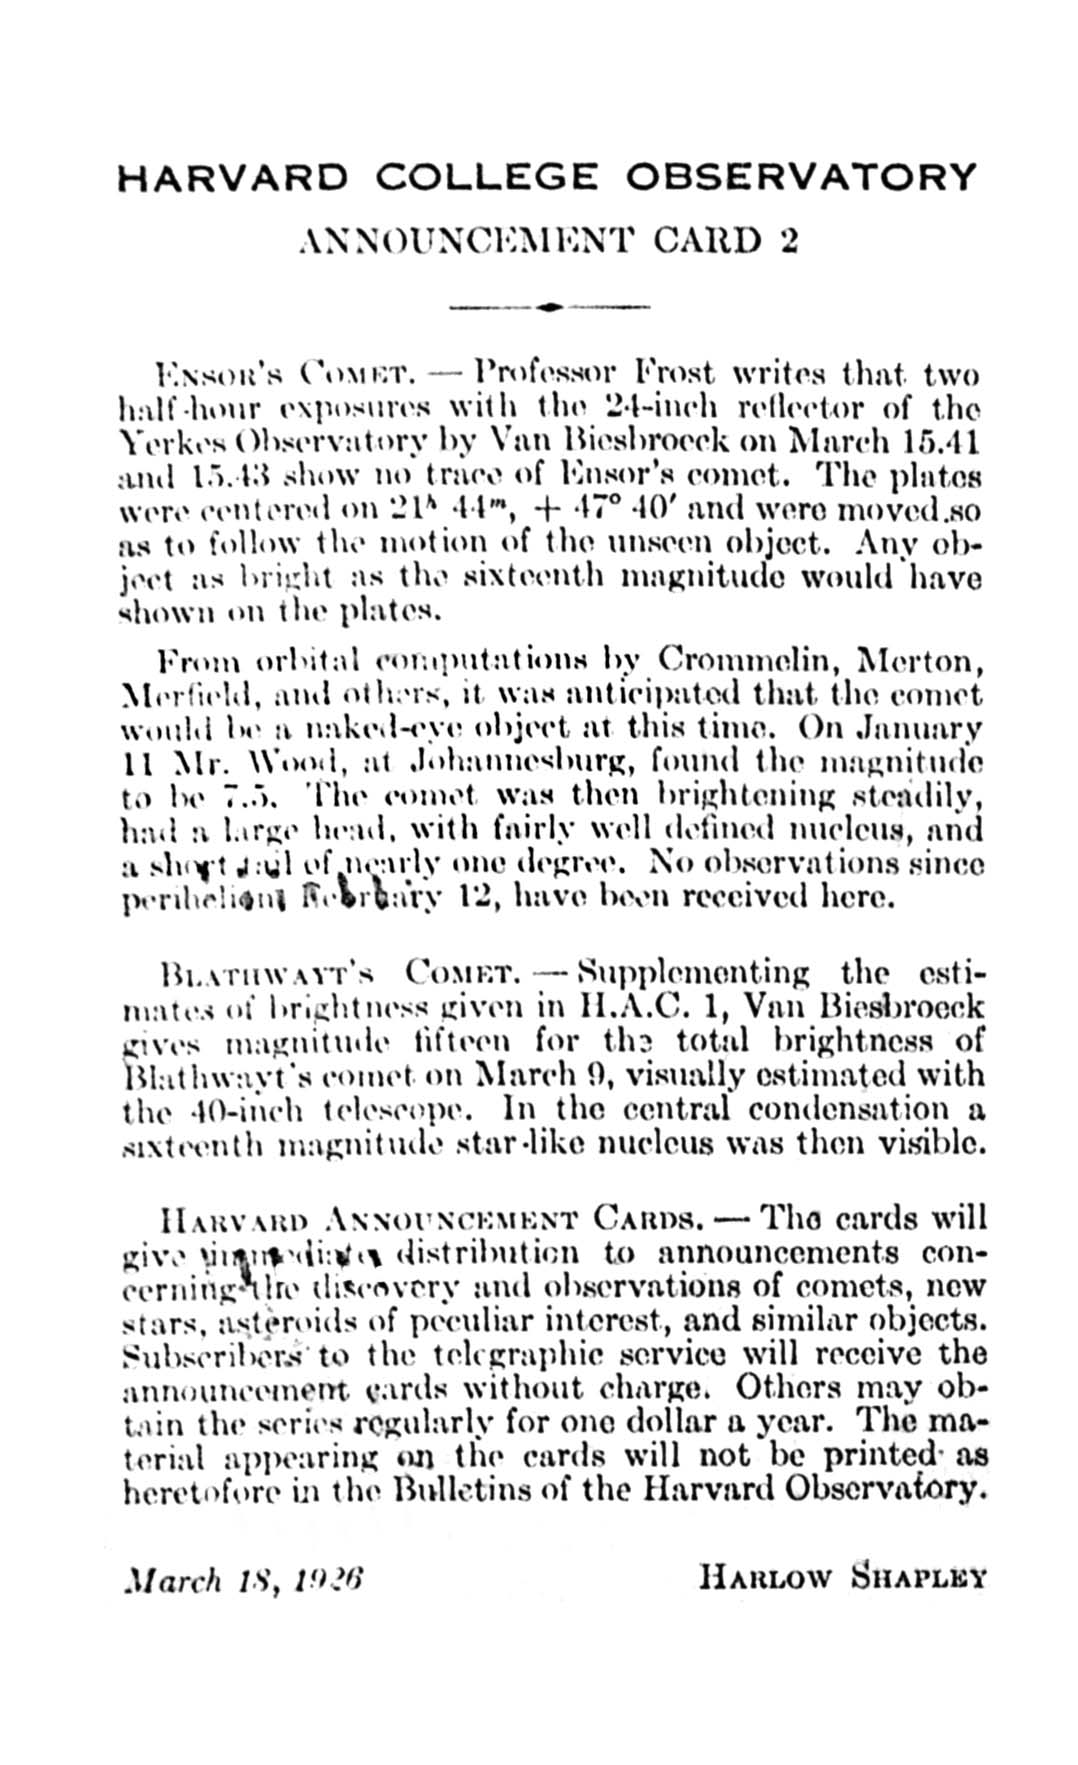 HARVARD COLLEGE OBSERVATORY
ANNOUNCEMENT CARD 2
ENSOR'S COMET. — Professor Frost writes that two
half-hour exposures with the 24-inch reflector of the
Yerkes Observatory by Van Biesbroeck on March 15.41
and 15.43 show no trace of Ensor's comet. The plates
were centered on 21ʰ 44ᵐ, + 47° 40′ and were moved so
as to follow the motion of the unseen object. Any ob-
ject as bright as the sixteenth magnitude would have
shown on the plates.
From orbital computations by Crommelin, Merton,
Merfield, and others, it was anticipated that the comet
would be a naked-eye object at this time. On January
11 Mr. Wood, at Johannesburg, found the magnitude
to be 7.5. The comet was then brightening steadily,
had a large head, with fairly well defined nucleus, and
a short tail of nearly one degree. No observations since
perihelion, February 12, have been received here.
BLATHWAYT'S COMET. — Supplementing the esti-
mates of brightness given in H.A.C. 1, Van Biesbroeck
gives magnitude fifteen for the total brightness of
Blathwayt's comet on March 9, visually estimated with
the 40-inch telescope. In the central condensation a
sixteenth magnitude star-like nucleus was then visible.
HARVARD ANNOUNCEMENT CARDS. — The cards will
give immediate distribution to announcements con-
cerning the discovery and observations of comets, new
stars, asteroids of peculiar interest, and similar objects.
Subscribers to the telegraphic service will receive the
announcement cards without charge. Others may ob-
tain the series regularly for one dollar a year. The ma-
terial appearing on the cards will not be printed as
heretofore in the Bulletins of the Harvard Observatory.
March 18, 1926 HARLOW SHAPLEY